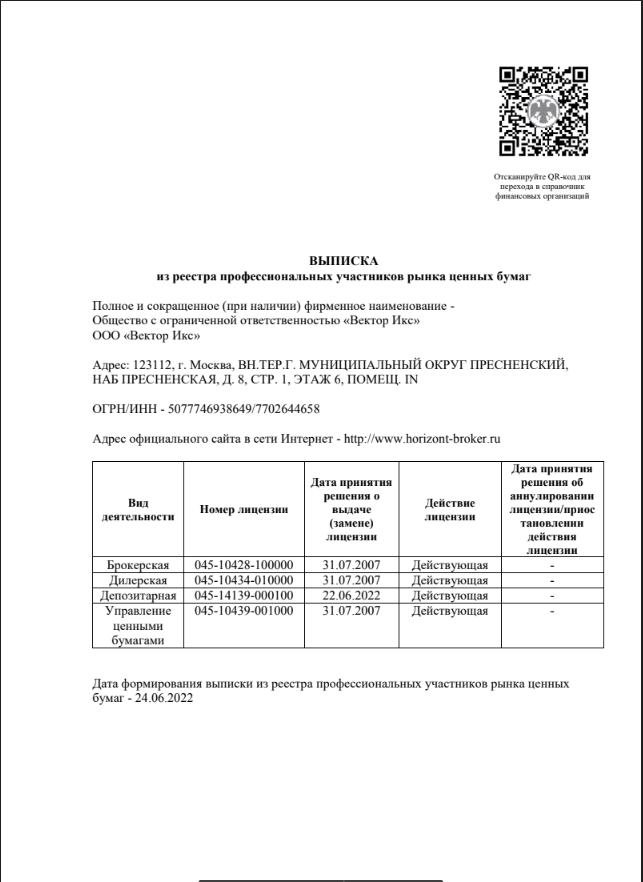 Отсканируйте QR-код для
перехода в справочник
финансовых организаций
ВЫПИСКА
из реестра профессиональных участников рынка ценных бумаг
Полное и сокращенное (при наличии) фирменное наименование -
Общество с ограниченной ответственностью «Вектор Икс»
ООО «Вектор Икс»
Адрес: 123112, г. Москва, ВН.ТЕР.Г. МУНИЦИПАЛЬНЫЙ ОКРУГ ПРЕСНЕНСКИЙ,
НАБ ПРЕСНЕНСКАЯ, Д. 8, СТР. 1, ЭТАЖ 6, ПОМЕЩ. IN
ОГРН/ИНН - 5077746938649/7702644658
Адрес официального сайта в сети Интернет - http://www.horizont-broker.ru
Вид
деятельности
Номер лицензии
Дата принятия
решения о
выдаче
(замене)
лицензии
Действие
лицензии
Дата принятия
решения об
аннулировании
лицензии/приос
тановлении
действия
лицензии
Брокерская 045-10428-100000 31.07.2007 Действующая -
Дилерская 045-10434-010000 31.07.2007 Действующая -
Депозитарная 045-14139-000100 22.06.2022 Действующая -
Управление 045-10439-001000 31.07.2007 Действующая -
ценными
бумагами
Дата формирования выписки из реестра профессиональных участников рынка ценных
бумаг - 24.06.2022